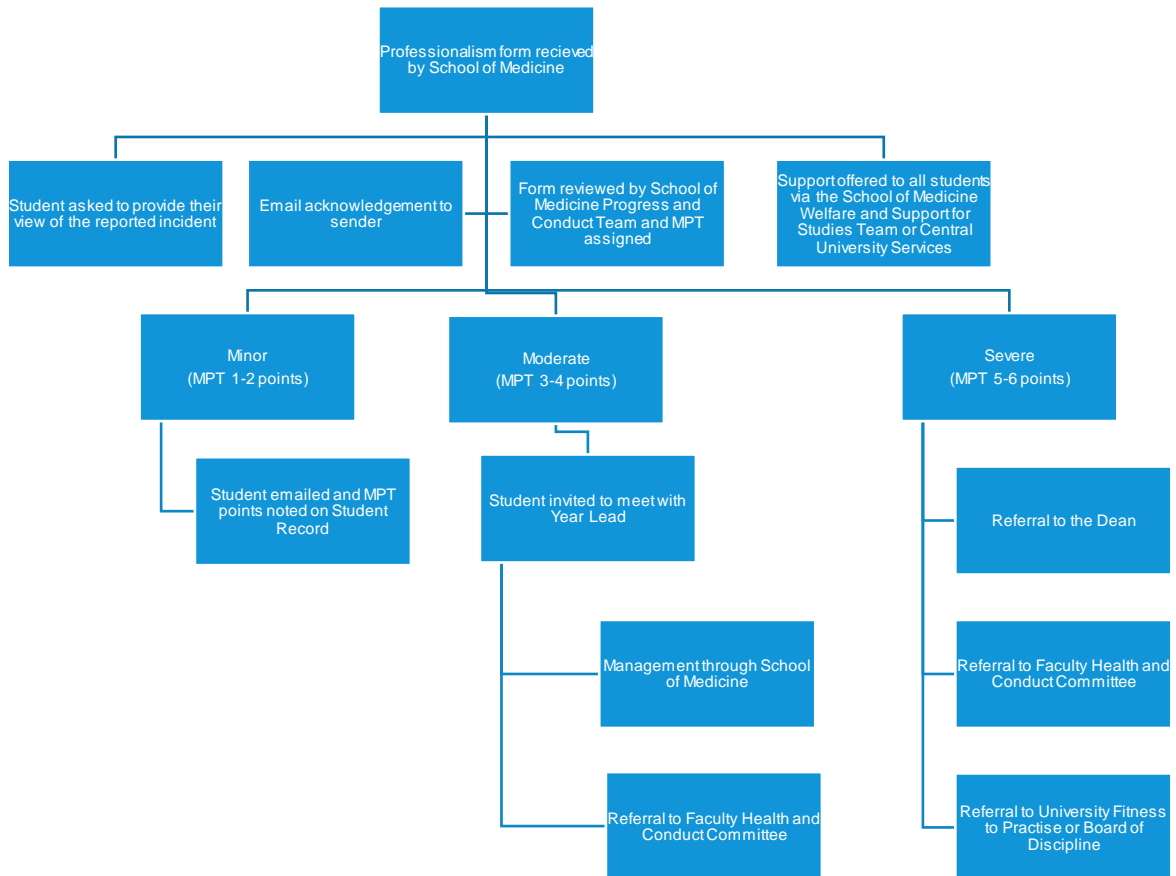 Professionalism form recieved
by School of Medicine
Student asked to provide their
view of the reported incident
Email acknowledgement to
sender
Form reviewed by School of
Medicine Progress and
Conduct Team and MPT
assigned
Support offered to all students
via the School of Medicine
Welfare and Support for
Studies Team or Central
University Services
Minor
(MPT 1-2 points)
Moderate
(MPT 3-4 points)
Severe
(MPT 5-6 points)
Student emailed and MPT
points noted on Student
Record
Student invited to meet with
Year Lead
Referral to the Dean
Management through School
of Medicine
Referral to Faculty Health and
Conduct Committee
Referral to Faculty Health and
Conduct Committee
Referral to University Fitness
to Practise or Board of
Discipline